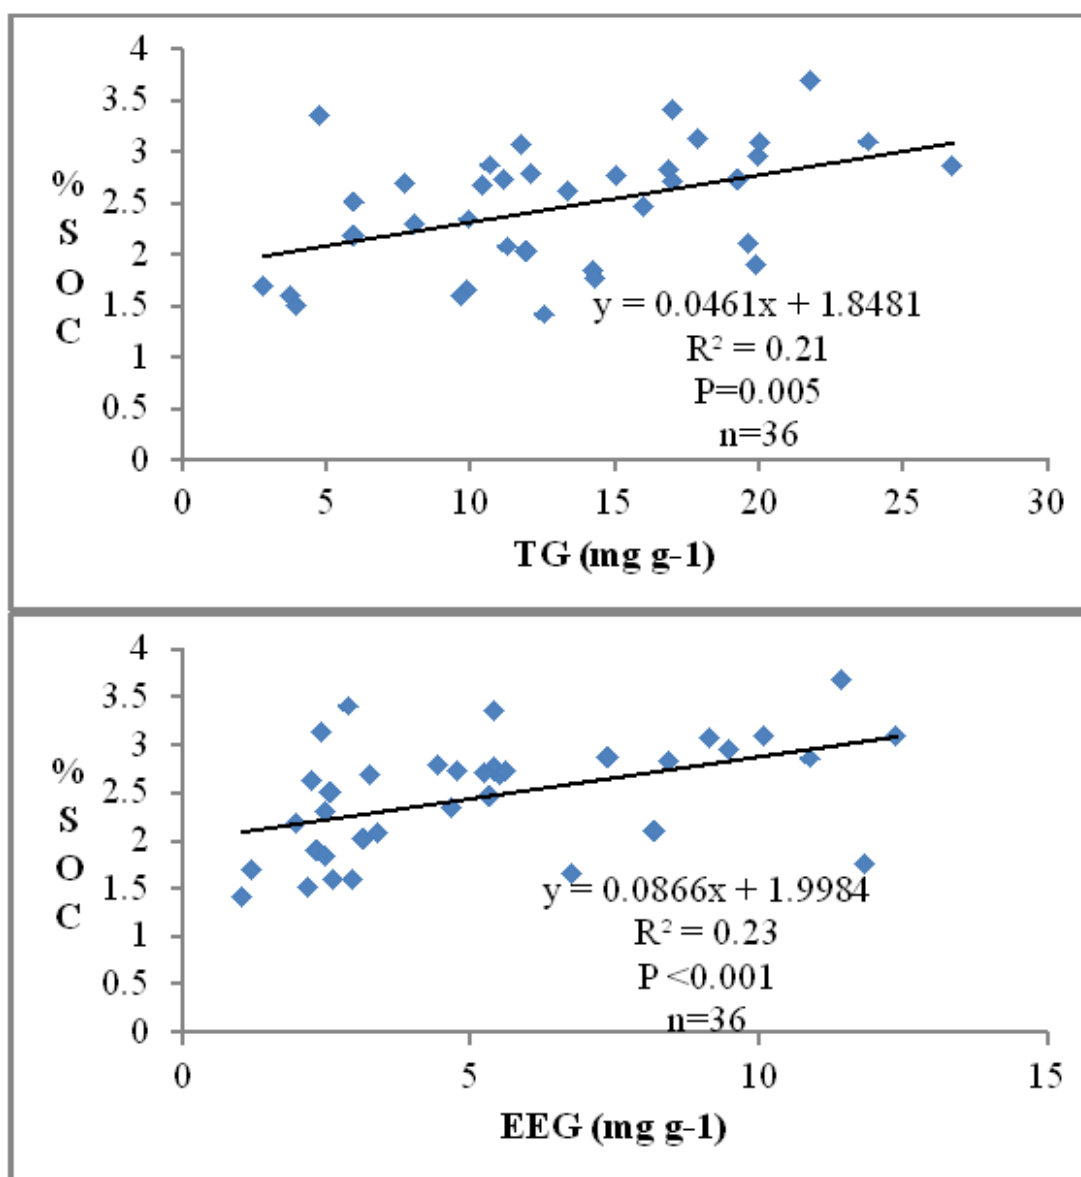 4
3.5
3
2.5
2
1.5
1
0.5
0
%
S
O
C
y = 0.0461x + 1.8481
R² = 0.21
P=0.005
n=36
0 5 10 15 20 25 30
TG (mg g-1)
4
3.5
3
2.5
2
1.5
1
0.5
0
%
S
O
C
y = 0.0866x + 1.9984
R² = 0.23
P <0.001
n=36
0 5 10 15
EEG (mg g-1)